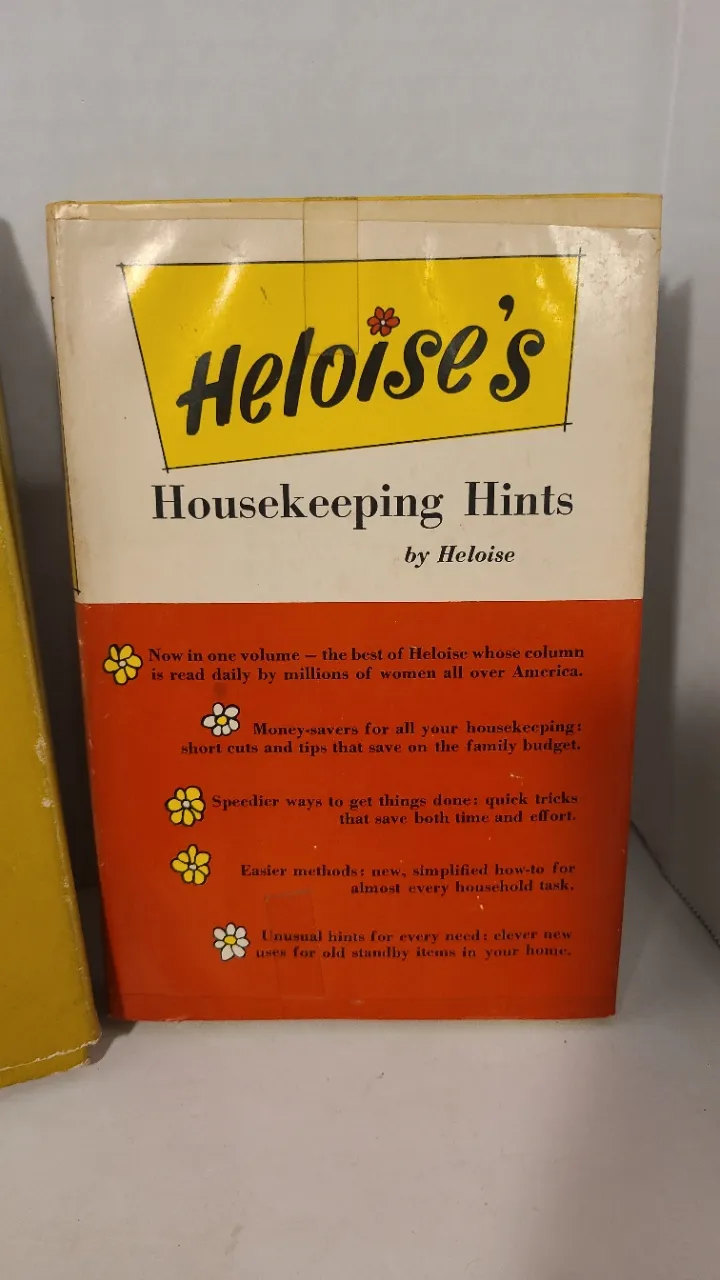 Heloise's
Housekeeping Hints
by Heloise
Now in one volume – the best of Heloise whose column
is read daily by millions of women all over America.
Money-savers for all your housekeeping:
short cuts and tips that save on the family budget.
Speedier ways to get things done: quick tricks
that save both time and effort.
Easier methods: new, simplified how-to for
almost every household task.
Unusual hints for every need: clever new
uses for old standby items in your home.